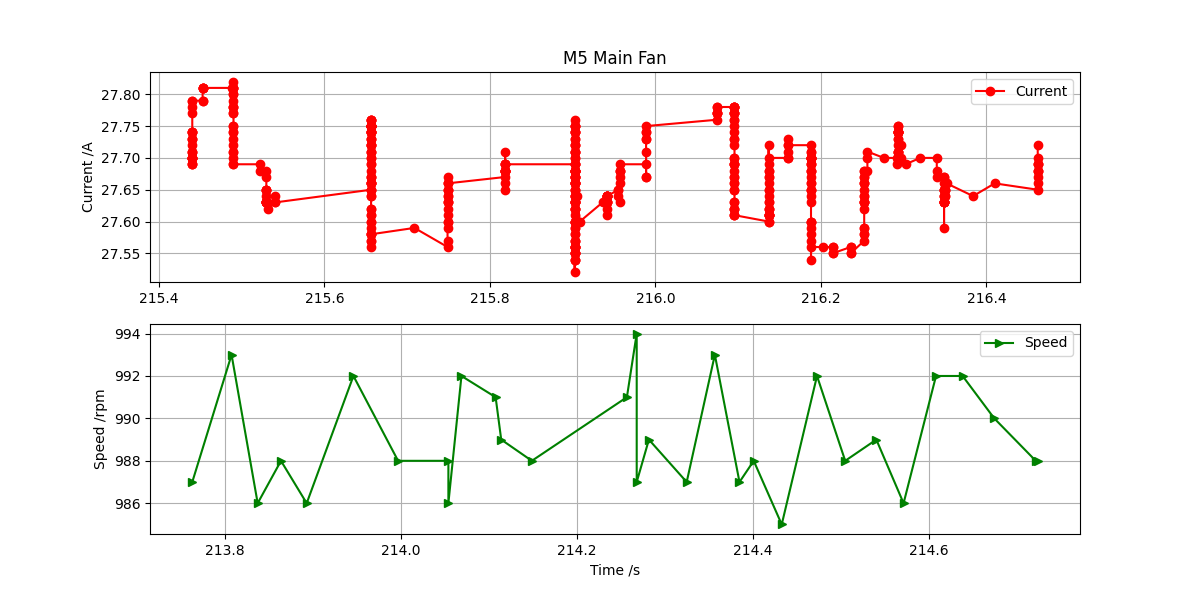 M5 Main Fan
Current /A
27.80
27.75
27.70
27.65
27.60
27.55
Current
215.4 215.6 215.8 216.0 216.2 216.4
Speed /rpm
994
992
990
988
986
Speed
213.8 214.0 214.2 214.4 214.6
Time /s